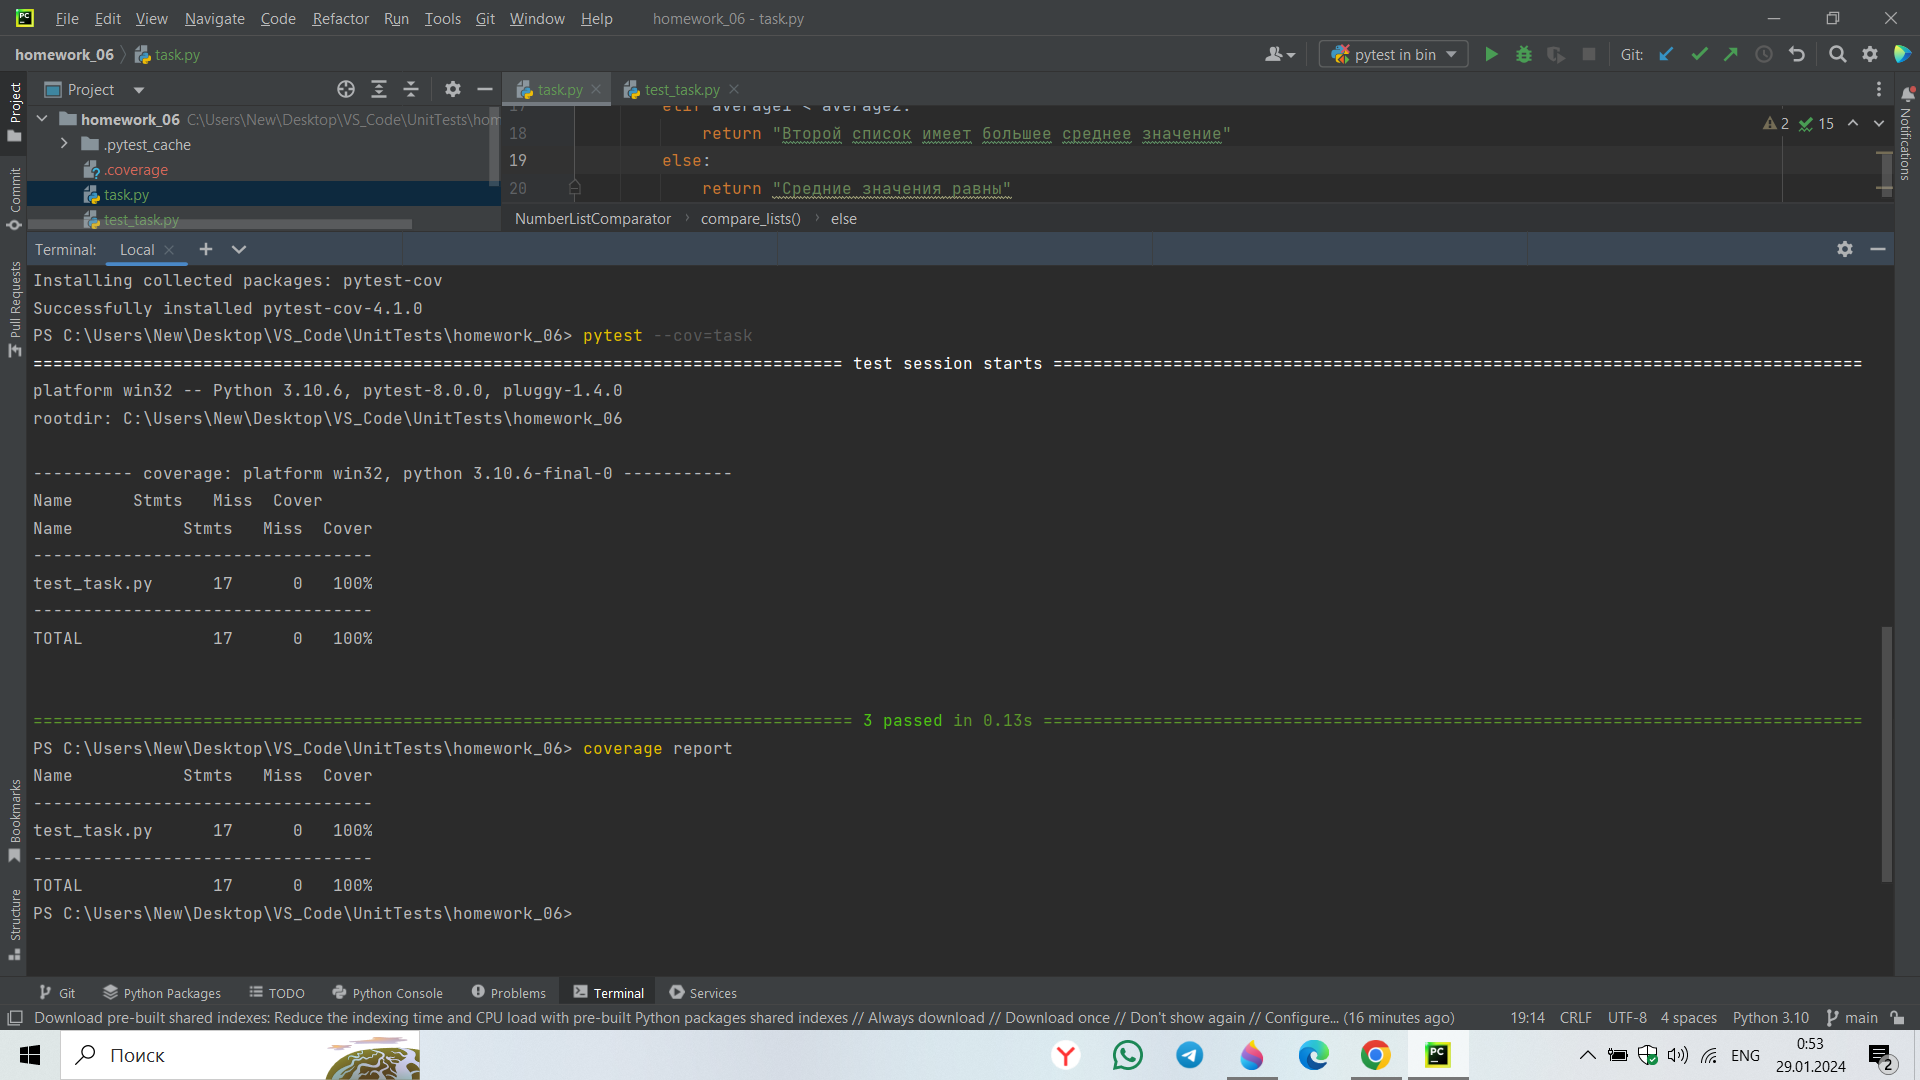 File Edit View Navigate Code Refactor Run Tools Git Window Help homework_06 - task.py
homework_06 task.py pytest in bin Git:
Project task.py test_task.py
homework_06 C:\Users\New\Desktop\VS_Code\UnitTests\hom
.pytest_cache
.coverage
task.py
test_task.py
17 elif average1 < average2:
18 return "Второй список имеет большее среднее значение"
19 else:
20 return "Средние значения равны"
2 15
NumberListComparator compare_lists() else
Project
Commit
Pull Requests
Bookmarks
Structure
Notifications
Terminal: Local
Installing collected packages: pytest-cov
Successfully installed pytest-cov-4.1.0
PS C:\Users\New\Desktop\VS_Code\UnitTests\homework_06> pytest --cov=task
================================================================================= test session starts =================================================================================
platform win32 -- Python 3.10.6, pytest-8.0.0, pluggy-1.4.0
rootdir: C:\Users\New\Desktop\VS_Code\UnitTests\homework_06
---------- coverage: platform win32, python 3.10.6-final-0 -----------
Name      Stmts   Miss  Cover
Name           Stmts   Miss  Cover
----------------------------------
test_task.py      17      0   100%
----------------------------------
TOTAL             17      0   100%
================================================================================== 3 passed in 0.13s ==================================================================================
PS C:\Users\New\Desktop\VS_Code\UnitTests\homework_06> coverage report
Name           Stmts   Miss  Cover
----------------------------------
test_task.py      17      0   100%
----------------------------------
TOTAL             17      0   100%
PS C:\Users\New\Desktop\VS_Code\UnitTests\homework_06>
Git Python Packages TODO Python Console Problems Terminal Services
Download pre-built shared indexes: Reduce the indexing time and CPU load with pre-built Python packages shared indexes // Always download // Download once // Don't show again // Configure... (16 minutes ago) 19:14 CRLF UTF-8 4 spaces Python 3.10 main
Поиск ENG 0:53
29.01.2024 2